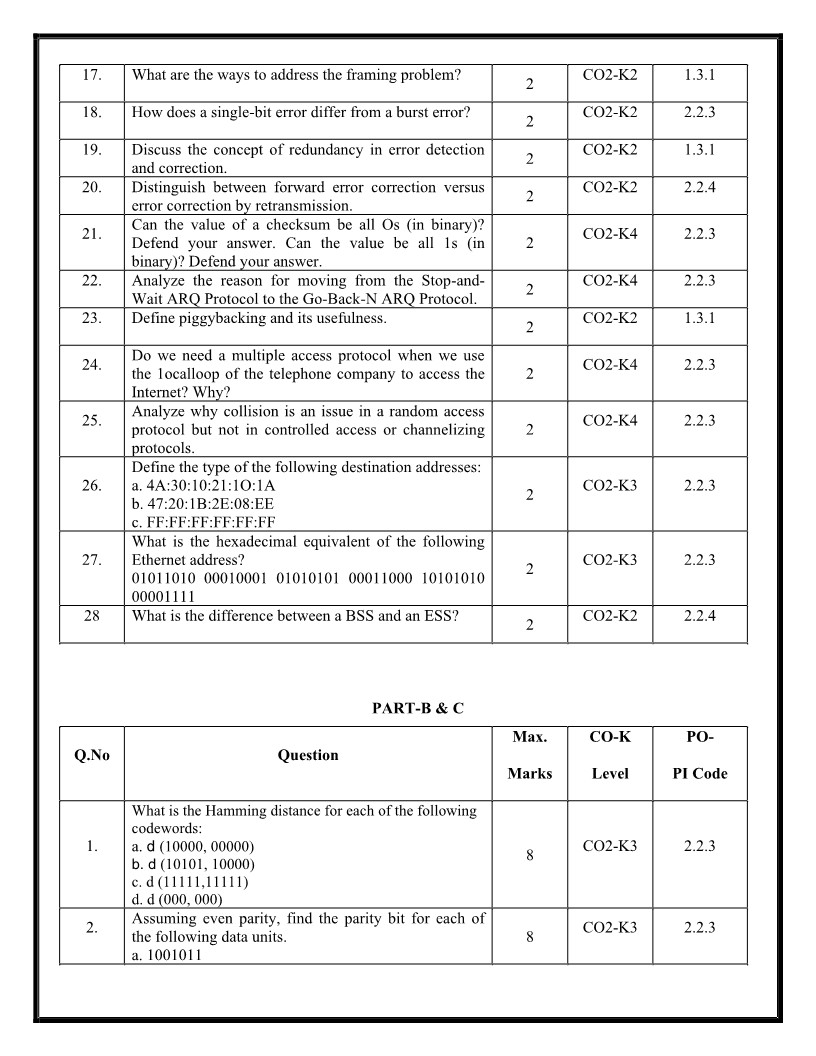 17. What are the ways to address the framing problem? 2 CO2-K2 1.3.1
18. How does a single-bit error differ from a burst error? 2 CO2-K2 2.2.3
19. Discuss the concept of redundancy in error detection 2 CO2-K2 1.3.1
and correction.
20. Distinguish between forward error correction versus 2 CO2-K2 2.2.4
error correction by retransmission.
Can the value of a checksum be all Os (in binary)?
21. Defend your answer. Can the value be all 1s (in 2 CO2-K4 2.2.3
binary)? Defend your answer.
22. Analyze the reason for moving from the Stop-and- 2 CO2-K4 2.2.3
Wait ARQ Protocol to the Go-Back-N ARQ Protocol.
23. Define piggybacking and its usefulness. 2 CO2-K2 1.3.1
Do we need a multiple access protocol when we use
24. the 1ocalloop of the telephone company to access the 2 CO2-K4 2.2.3
Internet? Why?
Analyze why collision is an issue in a random access
25. protocol but not in controlled access or channelizing 2 CO2-K4 2.2.3
protocols.
Define the type of the following destination addresses:
26. a. 4A:30:10:21:1O:1A 2 CO2-K3 2.2.3
b. 47:20:1B:2E:08:EE
c. FF:FF:FF:FF:FF:FF
What is the hexadecimal equivalent of the following
27. Ethernet address? 2 CO2-K3 2.2.3
01011010 00010001 01010101 00011000 10101010
00001111
28 What is the difference between a BSS and an ESS? 2 CO2-K2 2.2.4
PART-B & C
Q.No Question Max. Marks CO-K Level PO- PI Code
What is the Hamming distance for each of the following
codewords:
1. a. d (10000, 00000) 8 CO2-K3 2.2.3
b. d (10101, 10000)
c. d (11111,11111)
d. d (000, 000)
Assuming even parity, find the parity bit for each of
2. the following data units. 8 CO2-K3 2.2.3
a. 1001011